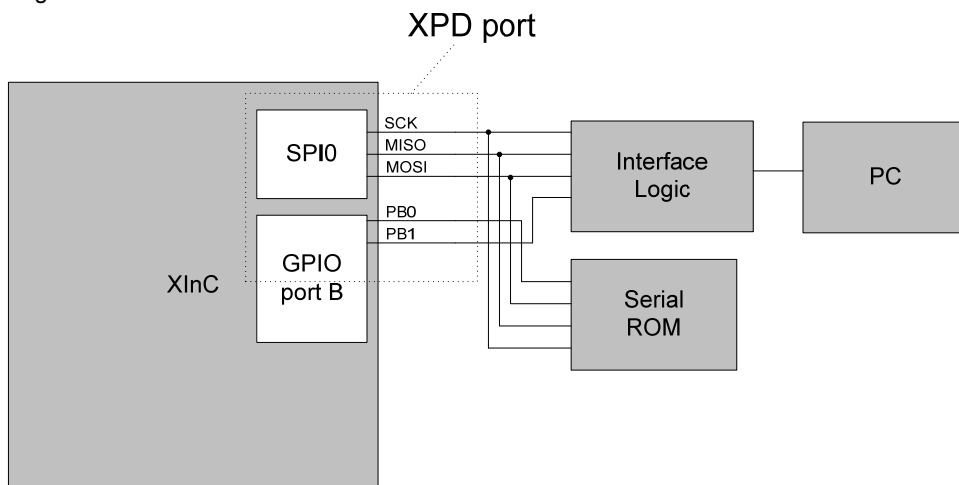 XPD port
SCK
MISO
MOSI
SPI0
PB0
PB1
GPIO
port B
XInC
Interface
Logic
PC
Serial
ROM